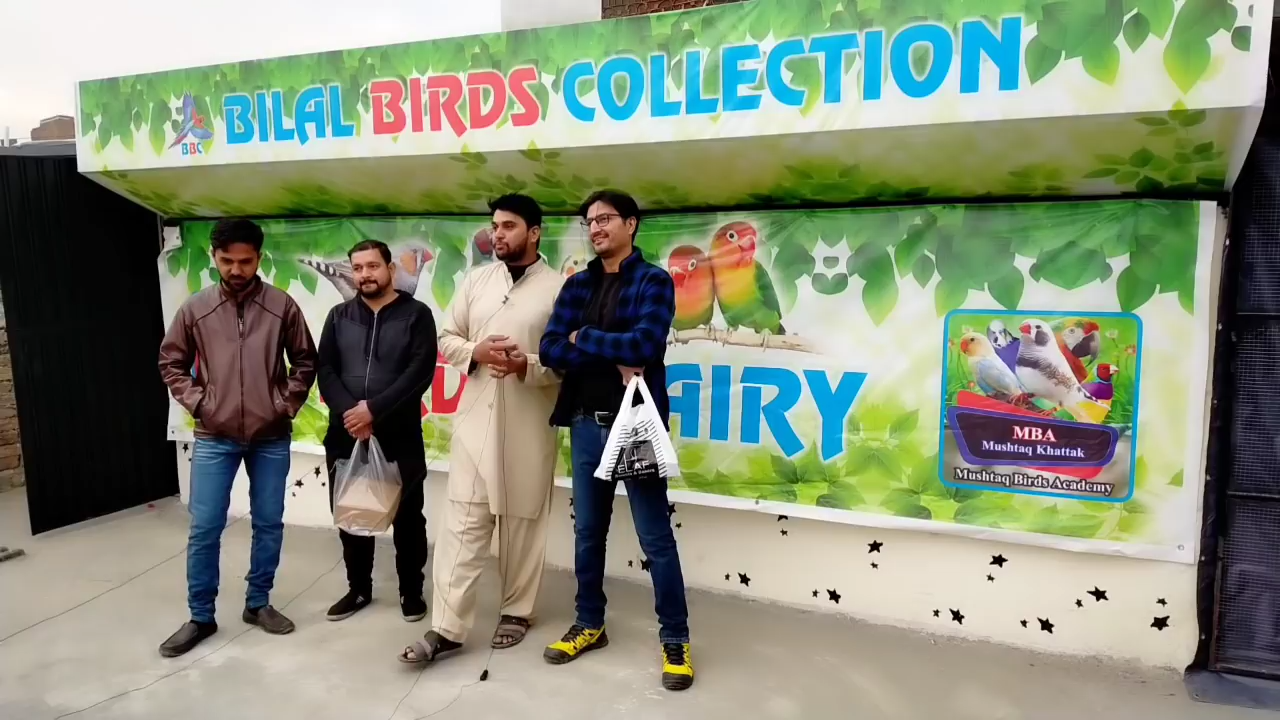 BILAL BIRDS COLLECTION
BBC
AIRY
MBA
Mushtaq Khattak
Mushtaq Birds Academy
ELAF